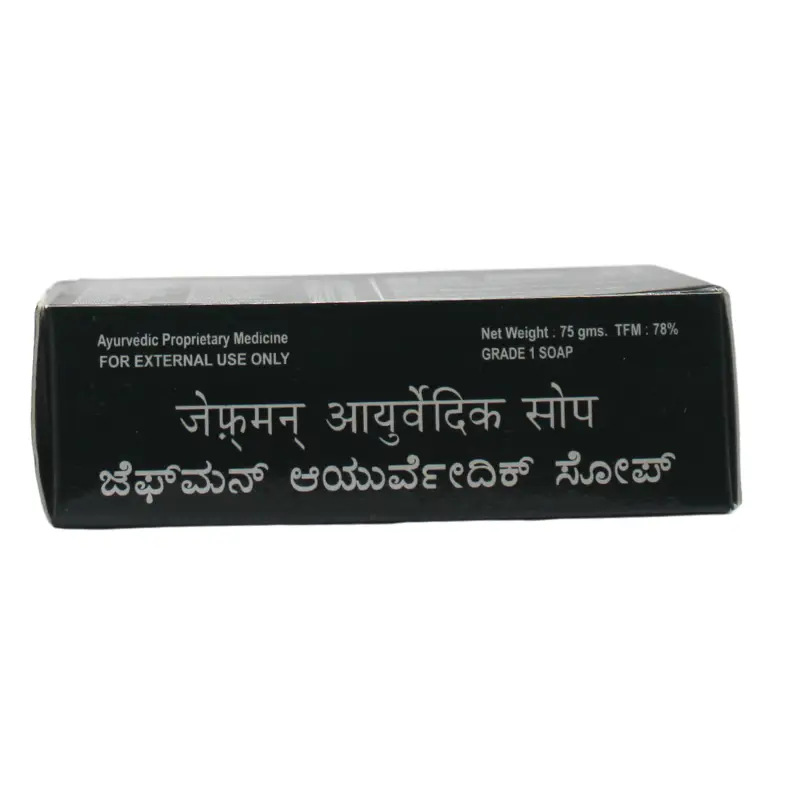 Ayurvedic Proprietary Medicine
FOR EXTERNAL USE ONLY
Net Weight : 75 gms. TFM : 78%
GRADE 1 SOAP
जेफ़्मन् आयुर्वेदिक सोप
ಜೆಫ್‌ಮನ್ ಆಯುರ್ವೇದಿಕ್ ಸೋಪ್